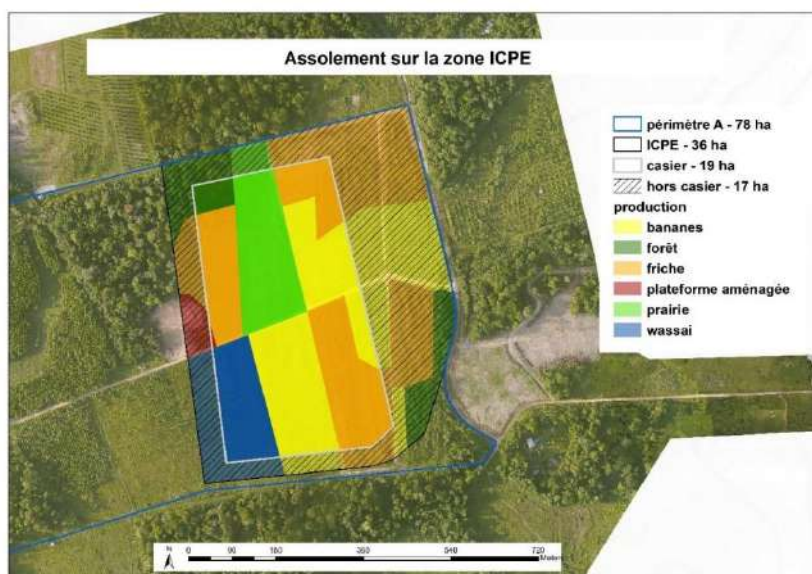 Assolement sur la zone ICPE
périmètre A - 78 ha
ICPE - 36 ha
casier - 19 ha
hors casier - 17 ha
production
bananes
forêt
friche
plateforme aménagée
prairie
wassai
N
0 90 180 360 540 720
Meters